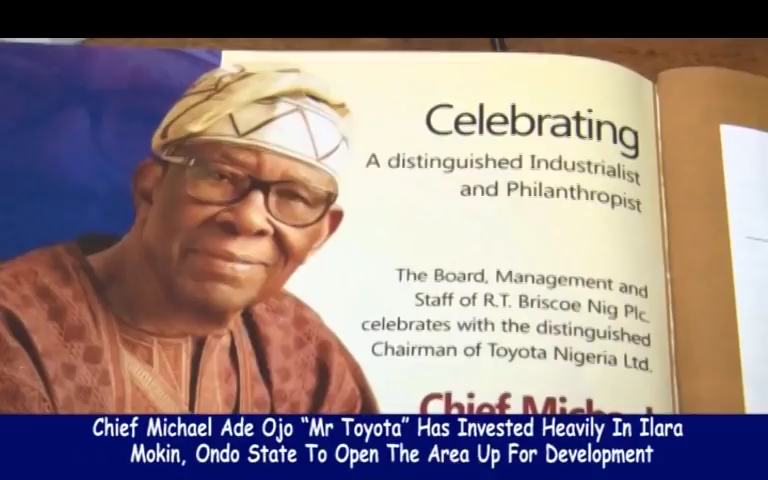 Celebrating
A distinguished Industrialist
and Philanthropist
The Board, Management and
Staff of R.T. Briscoe Nig Plc.
celebrates with the distinguished
Chairman of Toyota Nigeria Ltd.
Chief Michael
Chief Michael Ade Ojo “Mr Toyota” Has Invested Heavily In Ilara
Mokin, Ondo State To Open The Area Up For Development